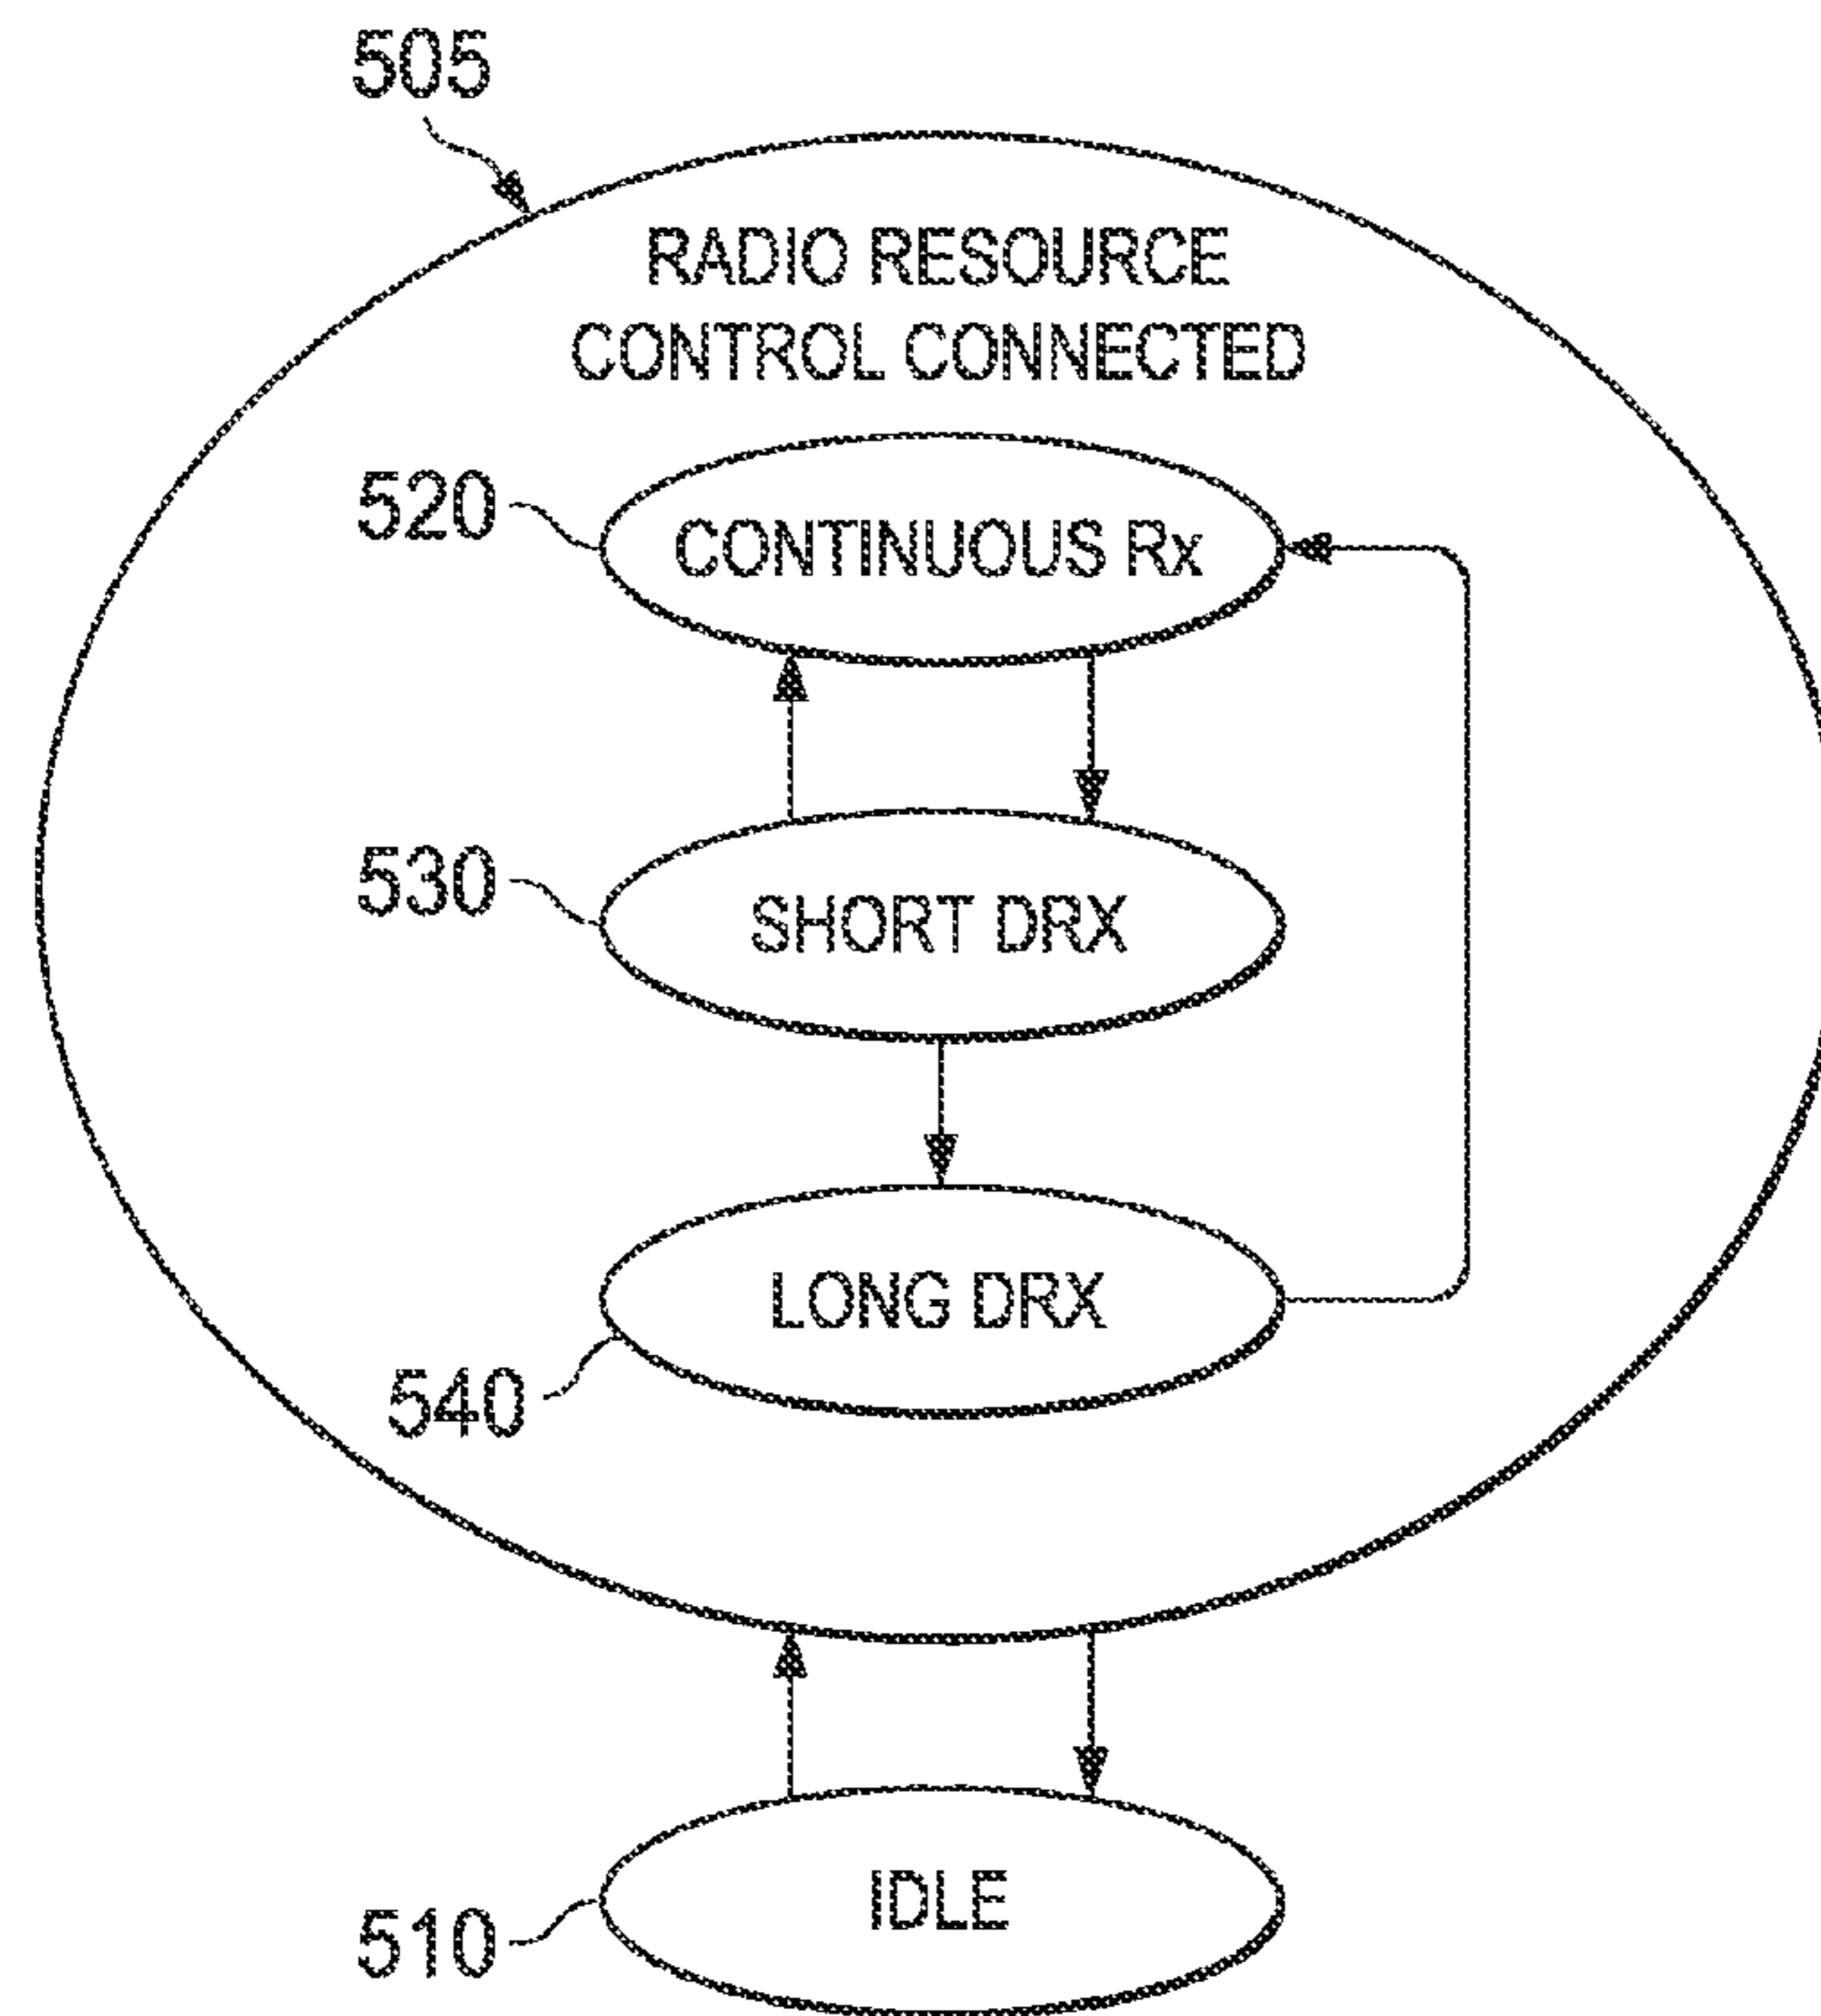 505
RADIO RESOURCE
CONTROL CONNECTED
520
CONTINUOUS Rx
530
SHORT DRX
LONG DRX
540
IDLE
510